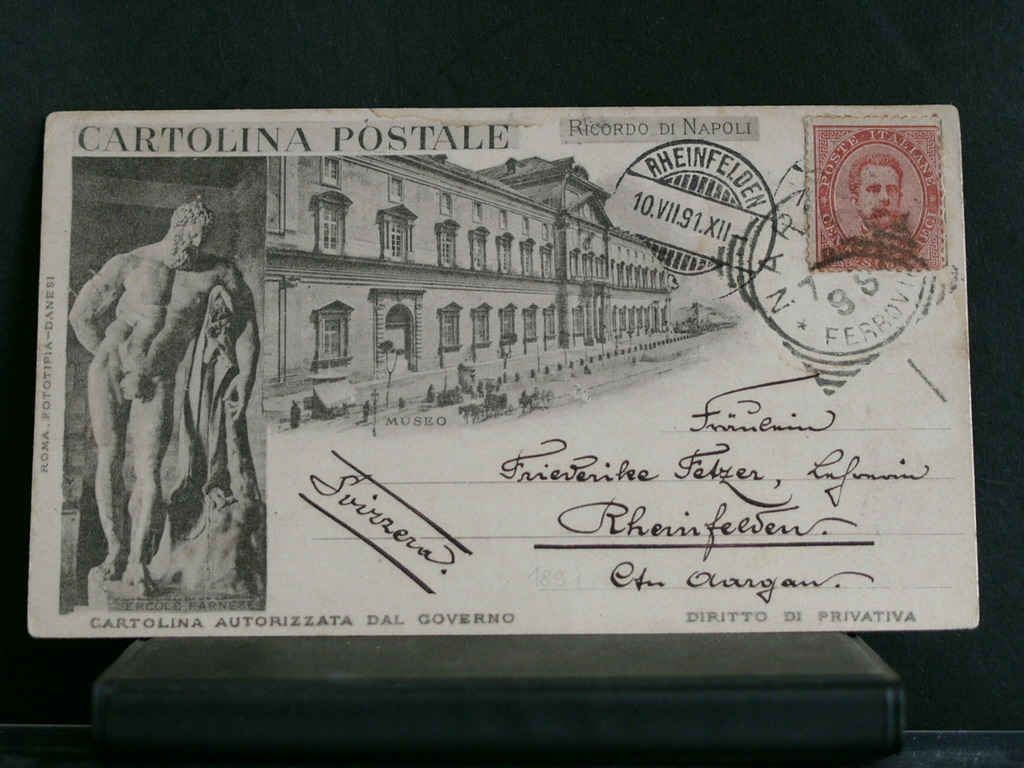 CARTOLINA POSTALE
RICORDO DI NAPOLI
RHEINFELDEN
10.VII.91.XII
POSTE ITALIANE
FERROVI
ROMA, FOTOTIPIA-DANESI
MUSEO
Fräulein
Friederike Fetzer, Lehrerin
Rheinfelden.
Svizzera.
Ctn Aargau.
1891
ERCOLE FARNESE
CARTOLINA AUTORIZZATA DAL GOVERNO
DIRITTO DI PRIVATIVA